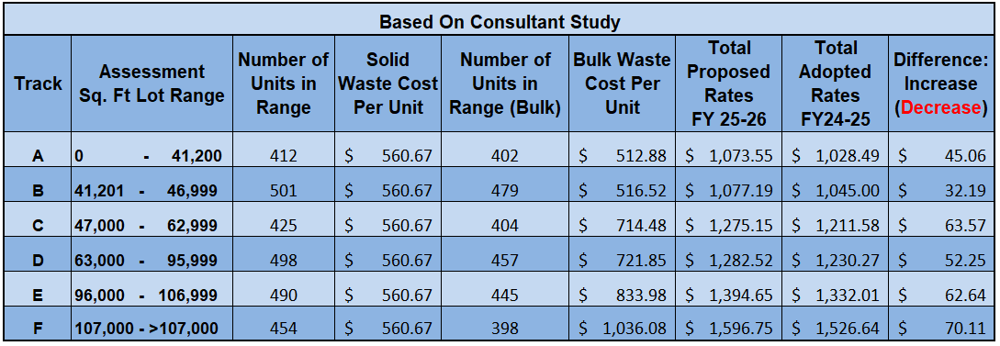 Based On Consultant Study
Track
Assessment
Sq. Ft Lot Range
Number of
Units in
Range
Solid
Waste Cost
Per Unit
Number of
Units in
Range (Bulk)
Bulk Waste
Cost Per
Unit
Total
Proposed
Rates
FY 25-26
Total
Adopted
Rates
FY24-25
Difference:
Increase
(Decrease)
A 0 - 41,200 412 $ 560.67 402 $ 512.88 $ 1,073.55 $ 1,028.49 $ 45.06
B 41,201 - 46,999 501 $ 560.67 479 $ 516.52 $ 1,077.19 $ 1,045.00 $ 32.19
C 47,000 - 62,999 425 $ 560.67 404 $ 714.48 $ 1,275.15 $ 1,211.58 $ 63.57
D 63,000 - 95,999 498 $ 560.67 457 $ 721.85 $ 1,282.52 $ 1,230.27 $ 52.25
E 96,000 - 106,999 490 $ 560.67 445 $ 833.98 $ 1,394.65 $ 1,332.01 $ 62.64
F 107,000 - >107,000 454 $ 560.67 398 $ 1,036.08 $ 1,596.75 $ 1,526.64 $ 70.11